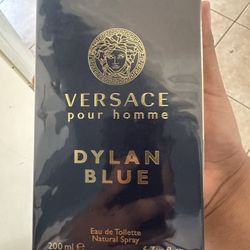 VERSACE
pour homme
DYLAN
BLUE
Eau de Toilette
Natural Spray
200 ml ℮